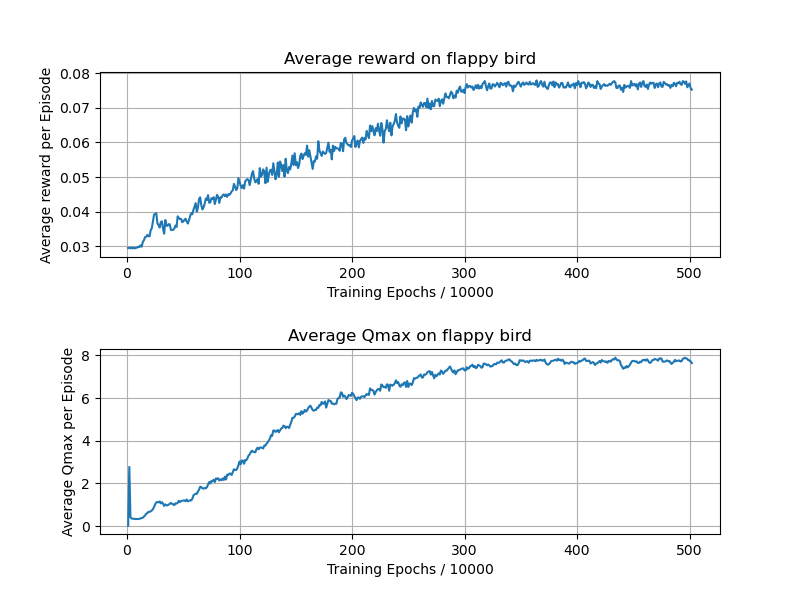 Average reward on flappy bird
Average reward per Episode
0.08
0.07
0.06
0.05
0.04
0.03
0 100 200 300 400 500
Training Epochs / 10000
Average Qmax on flappy bird
Average Qmax per Episode
8
6
4
2
0
0 100 200 300 400 500
Training Epochs / 10000